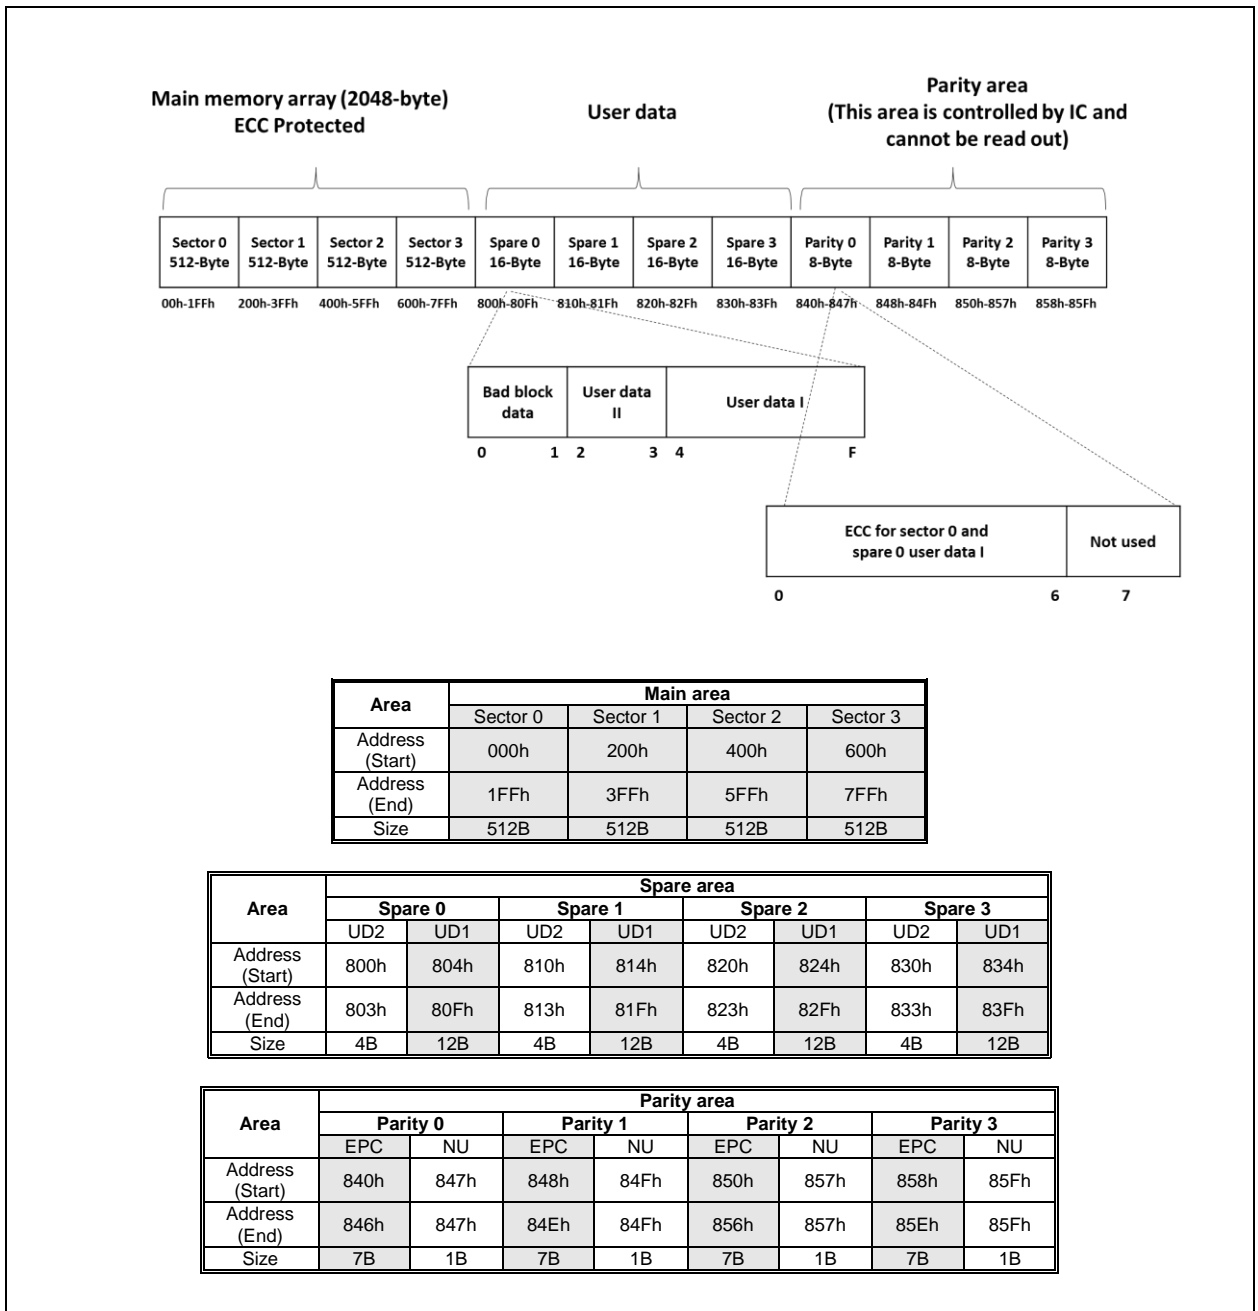 Main memory array (2048-byte)
ECC Protected
User data
Parity area
(This area is controlled by IC and
cannot be read out)
Sector 0 Sector 1 Sector 2 Sector 3 Spare 0 Spare 1 Spare 2 Spare 3 Parity 0 Parity 1 Parity 2 Parity 3
512-Byte 512-Byte 512-Byte 512-Byte 16-Byte 16-Byte 16-Byte 16-Byte 8-Byte 8-Byte 8-Byte 8-Byte
00h-1FFh 200h-3FFh 400h-5FFh 600h-7FFh 800h-80Fh 810h-81Fh 820h-82Fh 830h-83Fh 840h-847h 848h-84Fh 850h-857h 858h-85Fh
Bad block
data
User data
II
User data I
0 1 2 3 4 F
ECC for sector 0 and
spare 0 user data I
Not used
0 6 7
Area Main area
Sector 0 Sector 1 Sector 2 Sector 3
Address
(Start) 000h 200h 400h 600h
Address
(End) 1FFh 3FFh 5FFh 7FFh
Size 512B 512B 512B 512B
Area Spare area
Spare 0 Spare 1 Spare 2 Spare 3
UD2 UD1 UD2 UD1 UD2 UD1 UD2 UD1
Address
(Start) 800h 804h 810h 814h 820h 824h 830h 834h
Address
(End) 803h 80Fh 813h 81Fh 823h 82Fh 833h 83Fh
Size 4B 12B 4B 12B 4B 12B 4B 12B
Area Parity area
Parity 0 Parity 1 Parity 2 Parity 3
EPC NU EPC NU EPC NU EPC NU
Address
(Start) 840h 847h 848h 84Fh 850h 857h 858h 85Fh
Address
(End) 846h 847h 84Eh 84Fh 856h 857h 85Eh 85Fh
Size 7B 1B 7B 1B 7B 1B 7B 1B